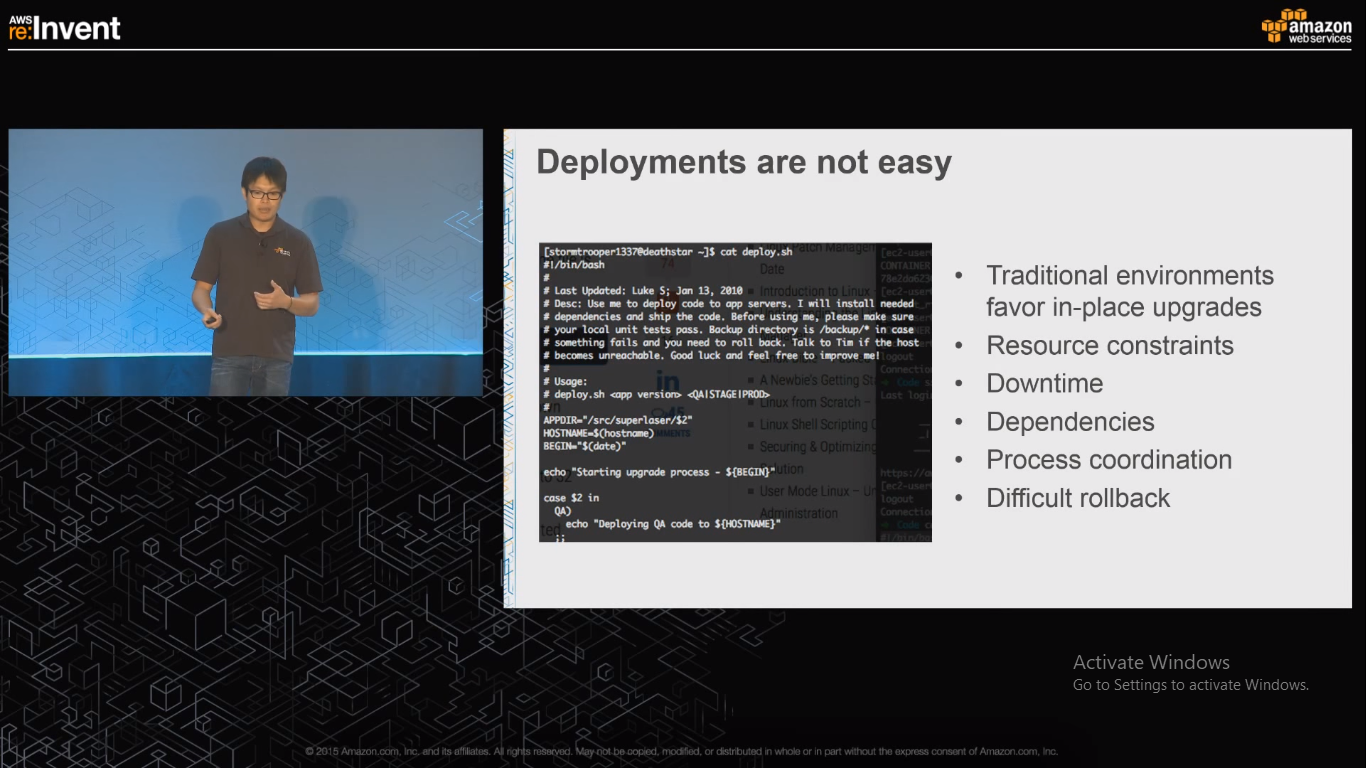 AWS
re:Invent
amazon
web services
Deployments are not easy
[stormtrooper1337@deathstar ~]$ cat deploy.sh
#!/bin/bash
#
# Last Updated: Luke S; Jan 13, 2010
# Desc: Use me to deploy code to app servers. I will install needed
# dependencies and ship the code. Before using me, please make sure
# your local unit tests pass. Backup directory is /backup/* in case
# something fails and you need to roll back. Talk to Tim if the host
# becomes unreachable. Good luck and feel free to improve me!
#
# Usage:
# deploy.sh <app version> <QA|STAGE|PROD>
#
APPDIR="/src/superlaser/$2"
HOSTNAME=$(hostname)
BEGIN="$(date)"
echo "Starting upgrade process - ${BEGIN}"
case $2 in
QA)
echo "Deploying QA code to ${HOSTNAME}"
;;
• Traditional environments
favor in-place upgrades
• Resource constraints
• Downtime
• Dependencies
• Process coordination
• Difficult rollback
Activate Windows
Go to Settings to activate Windows.
© 2015 Amazon.com, Inc. and its affiliates. All rights reserved. May not be copied, modified, or distributed in whole or in part without the express consent of Amazon.com, Inc.